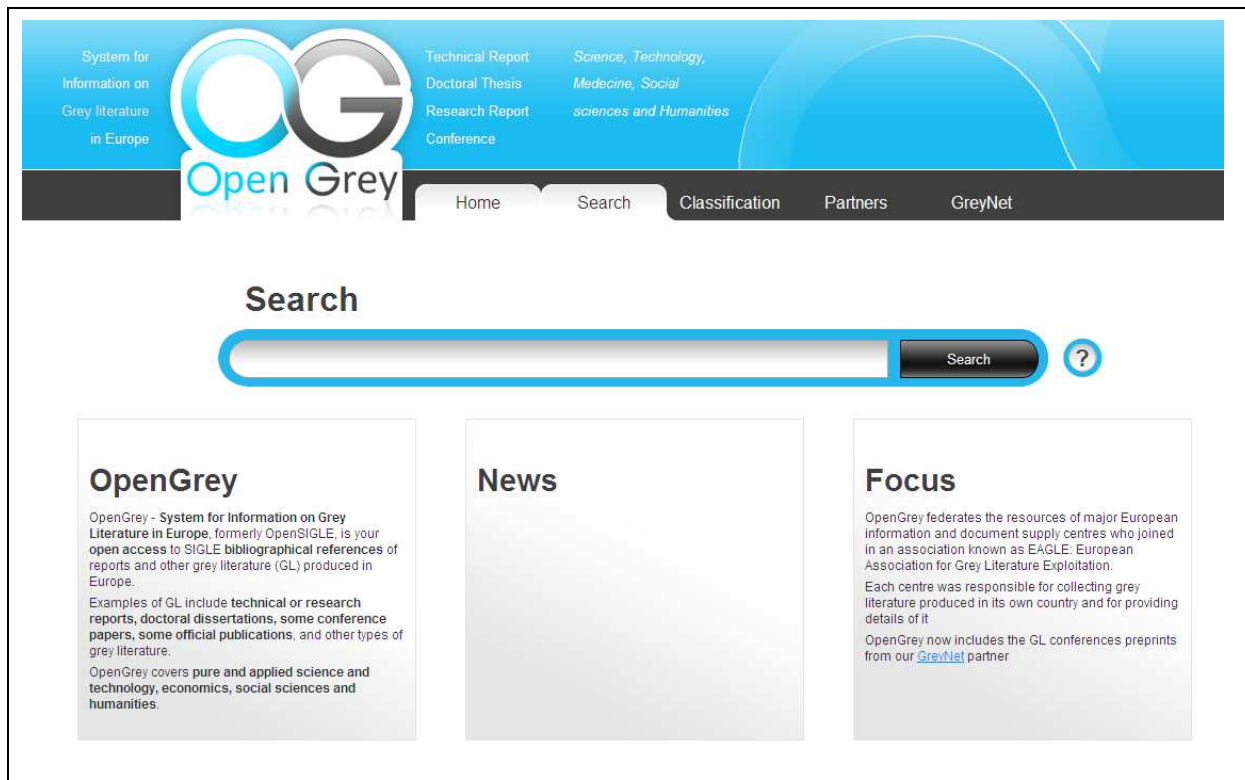 System for
Information on
Grey literature
in Europe
OG
Open Grey
Technical Report
Doctoral Thesis
Research Report
Conference
Science, Technology,
Medecine, Social
sciences and Humanities
Home
Search
Classification
Partners
GreyNet
Search
Search
?
OpenGrey
OpenGrey - System for Information on Grey
Literature in Europe, formerly OpenSIGLE, is your
open access to SIGLE bibliographical references of
reports and other grey literature (GL) produced in
Europe.
Examples of GL include technical or research
reports, doctoral dissertations, some conference
papers, some official publications, and other types of
grey literature.
OpenGrey covers pure and applied science and
technology, economics, social sciences and
humanities.
News
Focus
OpenGrey federates the resources of major European
information and document supply centres who joined
in an association known as EAGLE: European
Association for Grey Literature Exploitation.
Each centre was responsible for collecting grey
literature produced in its own country and for providing
details of it
OpenGrey now includes the GL conferences preprints
from our GreyNet partner